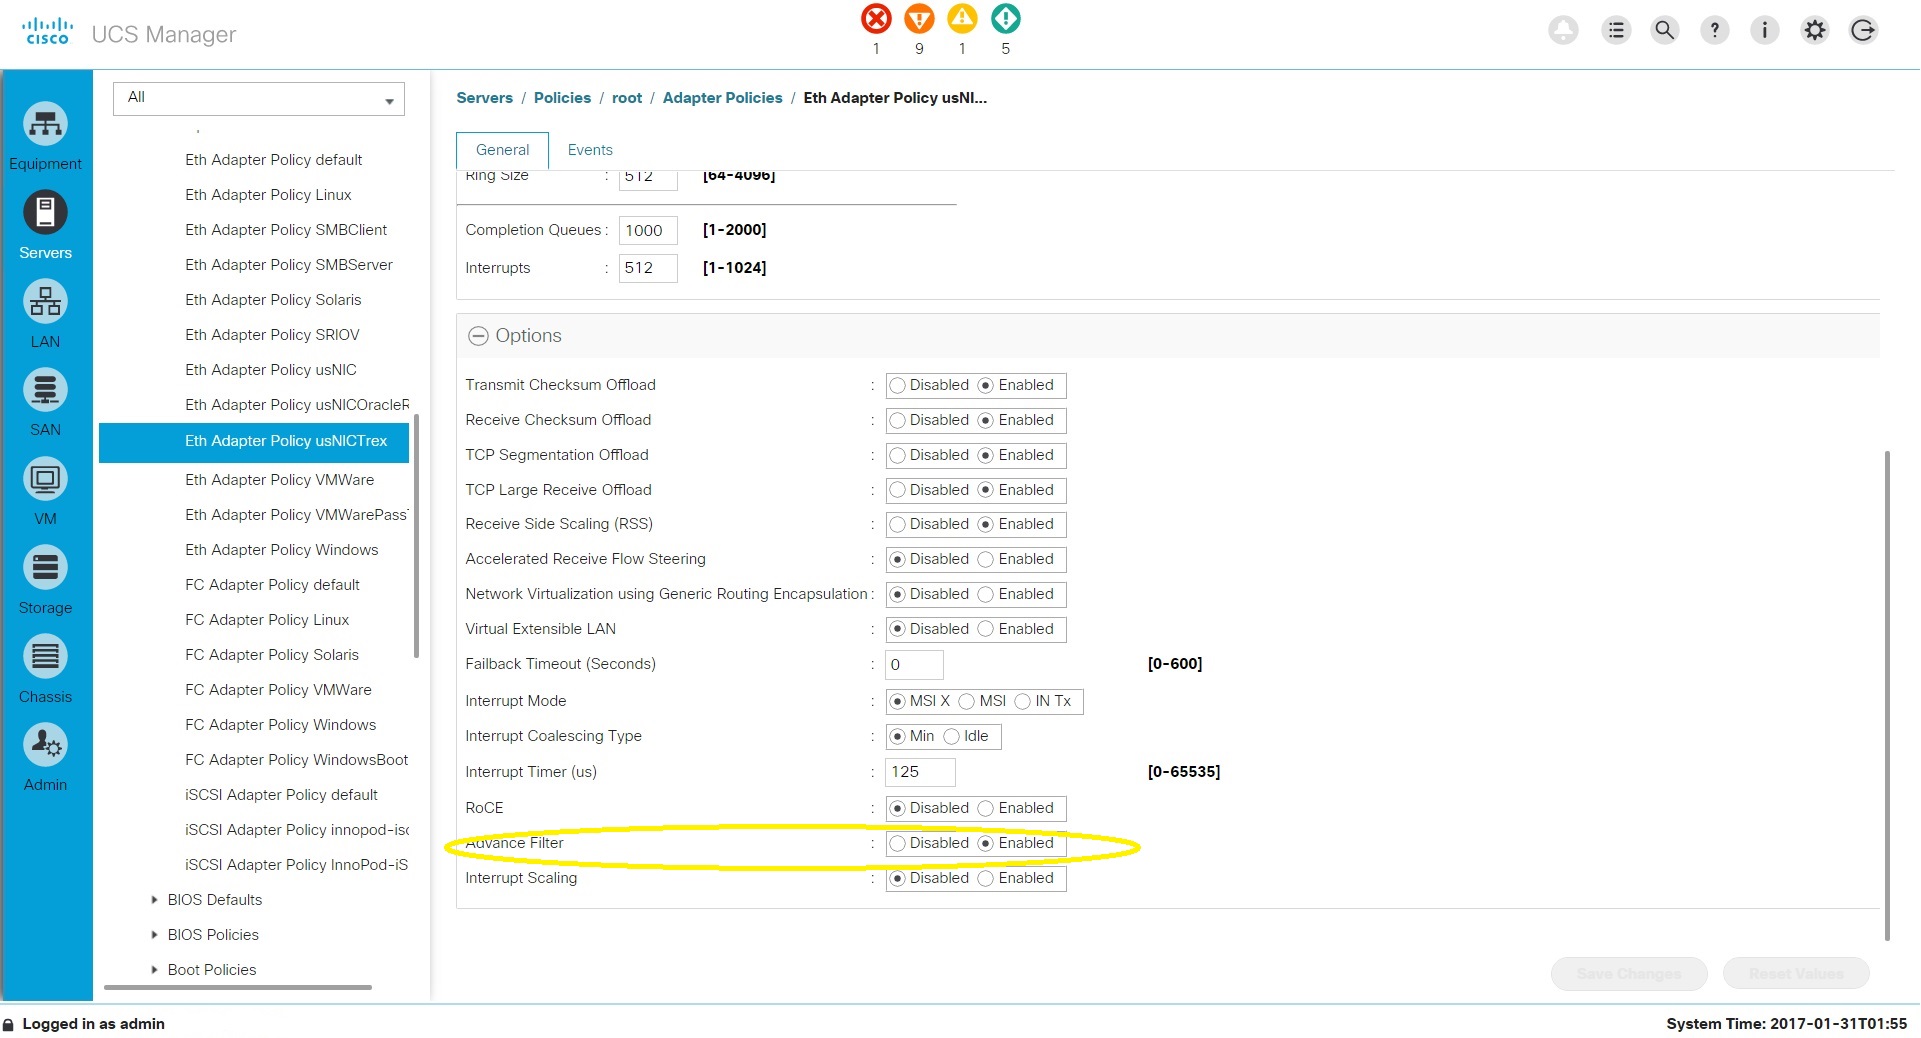 CISCO UCS Manager
1 9 1 5
All
Servers / Policies / root / Adapter Policies / Eth Adapter Policy usNI...
General Events
Equipment
Servers
LAN
SAN
VM
Storage
Chassis
Admin
Eth Adapter Policy default
Eth Adapter Policy Linux
Eth Adapter Policy SMBClient
Eth Adapter Policy SMBServer
Eth Adapter Policy Solaris
Eth Adapter Policy SRIOV
Eth Adapter Policy usNIC
Eth Adapter Policy usNICOracleR
Eth Adapter Policy usNICTrex
Eth Adapter Policy VMWare
Eth Adapter Policy VMWarePassT
Eth Adapter Policy Windows
FC Adapter Policy default
FC Adapter Policy Linux
FC Adapter Policy Solaris
FC Adapter Policy VMWare
FC Adapter Policy Windows
FC Adapter Policy WindowsBoot
iSCSI Adapter Policy default
iSCSI Adapter Policy innopod-isc
iSCSI Adapter Policy InnoPod-iS
BIOS Defaults
BIOS Policies
Boot Policies
Ring Size : 512 [64-4096]
Completion Queues : 1000 [1-2000]
Interrupts : 512 [1-1024]
Options
Transmit Checksum Offload : Disabled Enabled
Receive Checksum Offload : Disabled Enabled
TCP Segmentation Offload : Disabled Enabled
TCP Large Receive Offload : Disabled Enabled
Receive Side Scaling (RSS) : Disabled Enabled
Accelerated Receive Flow Steering : Disabled Enabled
Network Virtualization using Generic Routing Encapsulation : Disabled Enabled
Virtual Extensible LAN : Disabled Enabled
Failback Timeout (Seconds) : 0 [0-600]
Interrupt Mode : MSI X MSI IN Tx
Interrupt Coalescing Type : Min Idle
Interrupt Timer (us) : 125 [0-65535]
RoCE : Disabled Enabled
Advance Filter : Disabled Enabled
Interrupt Scaling : Disabled Enabled
Save Changes Reset Values
Logged in as admin System Time: 2017-01-31T01:55